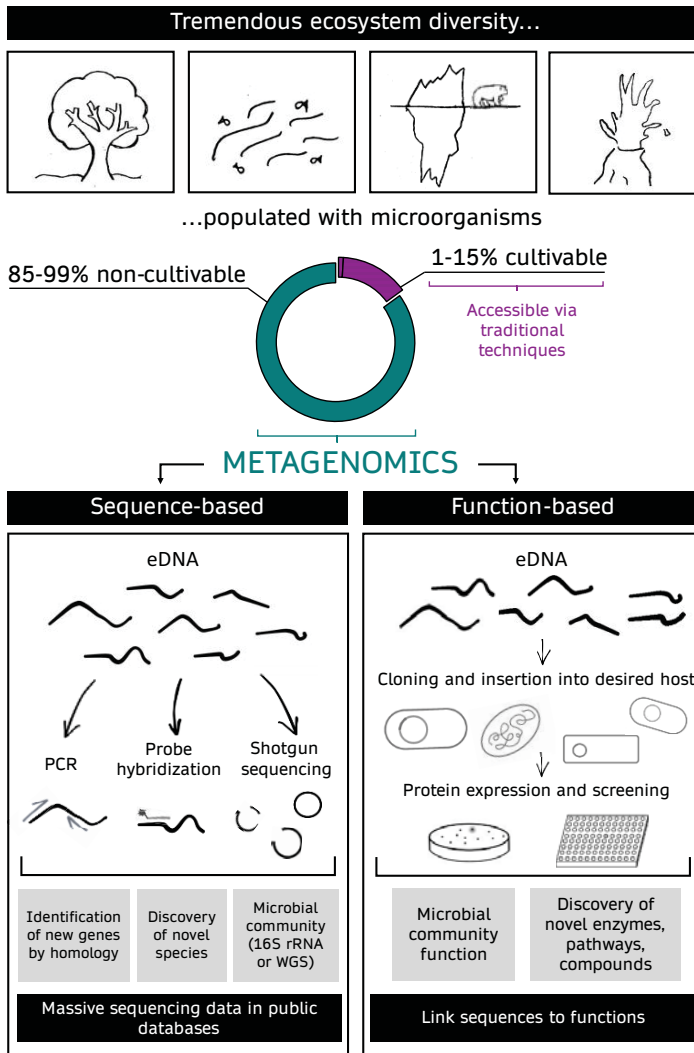 Tremendous ecosystem diversity...
...populated with microorganisms
85-99% non-cultivable
1-15% cultivable
Accessible via
traditional
techniques
METAGENOMICS
Sequence-based
eDNA
PCR
Probe
hybridization
Shotgun
sequencing
Identification
of new genes
by homology
Discovery
of novel
species
Microbial
community
(16S rRNA
or WGS)
Massive sequencing data in public
databases
Function-based
eDNA
Cloning and insertion into desired host
Protein expression and screening
Microbial
community
function
Discovery of
novel enzymes,
pathways,
compounds
Link sequences to functions